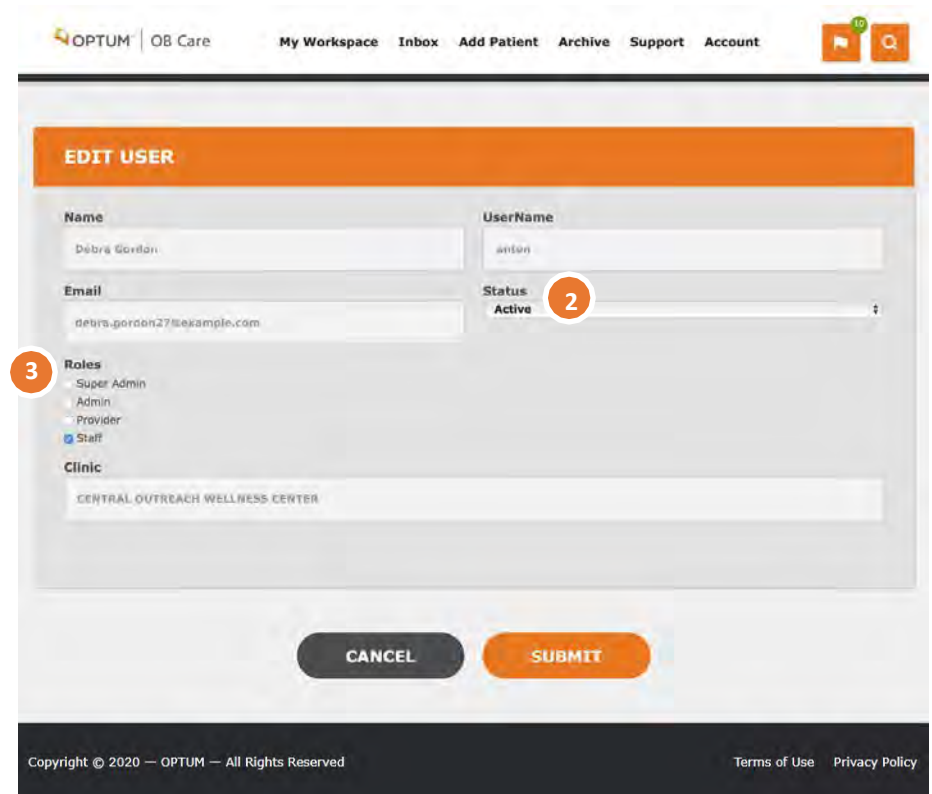 OPTUM | OB Care My Workspace Inbox Add Patient Archive Support Account 10
EDIT USER
Name UserName
Debra Gordon anton
Email Status 2
Active
debra.gordon27@example.com
3 Roles
Super Admin
Admin
Provider
Staff
Clinic
CENTRAL OUTREACH WELLNESS CENTER
CANCEL SUBMIT
Copyright © 2020 — OPTUM — All Rights Reserved Terms of Use Privacy Policy